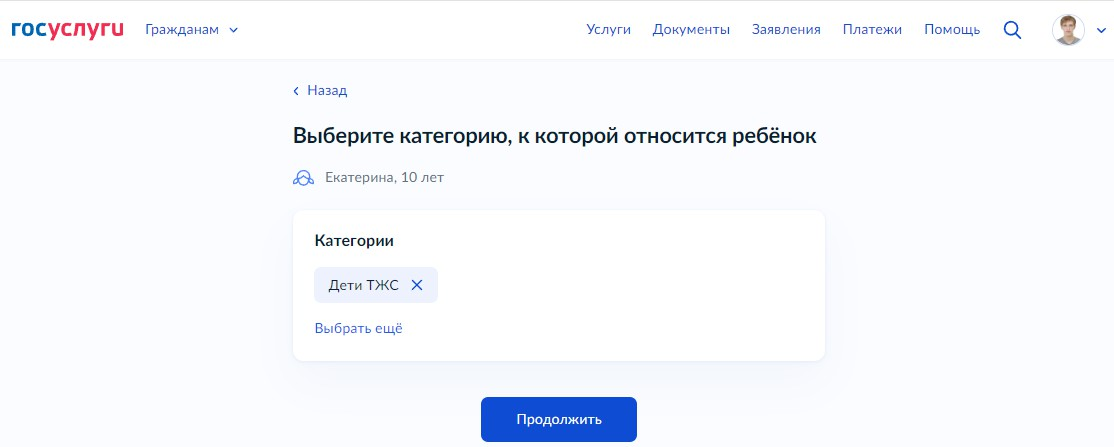 госуслуги Гражданам Услуги Документы Заявления Платежи Помощь
Назад
Выберите категорию, к которой относится ребёнок
Екатерина, 10 лет
Категории
Дети ТЖС
Выбрать ещё
Продолжить